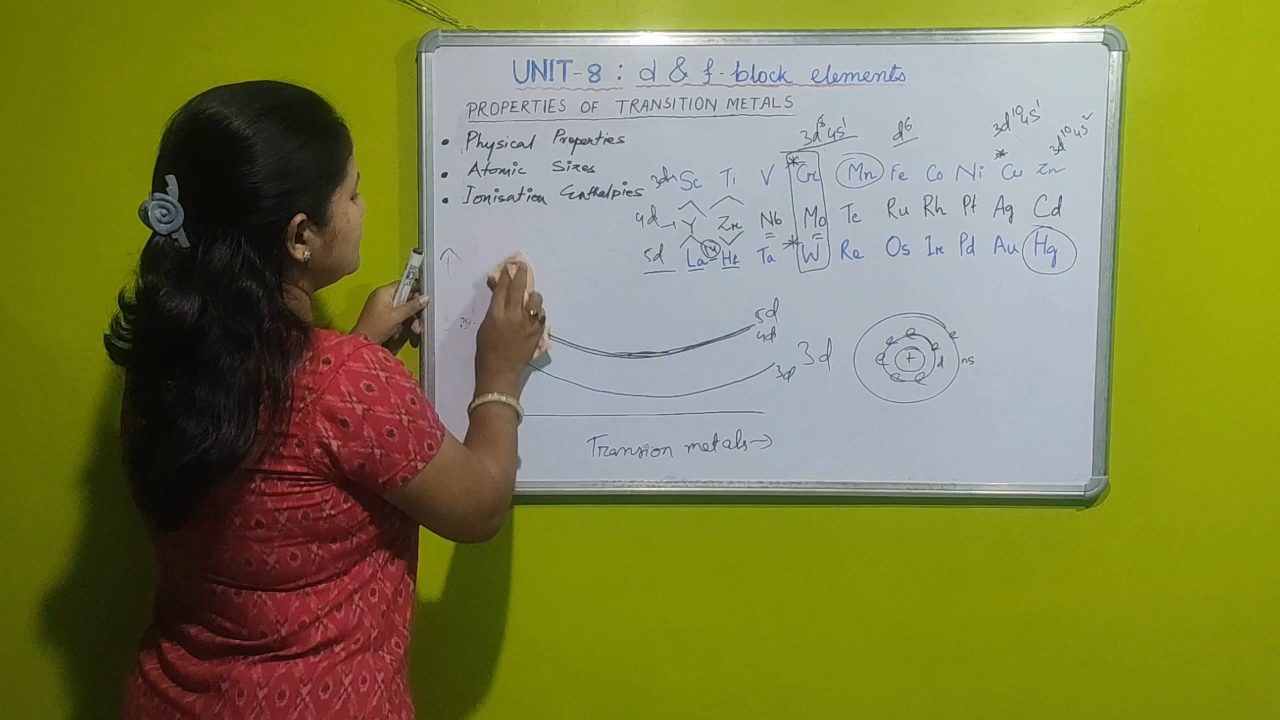 UNIT-8 : d & f-block elements
PROPERTIES OF TRANSITION METALS
• Physical Properties
• Atomic Sizes
• Ionisation Enthalpies
3d⁵4s¹ d⁶ 3d¹⁰4s¹ 3d¹⁰4s²
3d→ Sc Ti V Cr Mn Fe Co Ni Cu Zn
4d→ Y Zr Nb Mo Tc Ru Rh Pt Ag Cd
5d La Hf Ta W Re Os Ir Pd Au Hg
5d
4d
3d 3d
+ d ns
e e e e e e e
Transion metals→